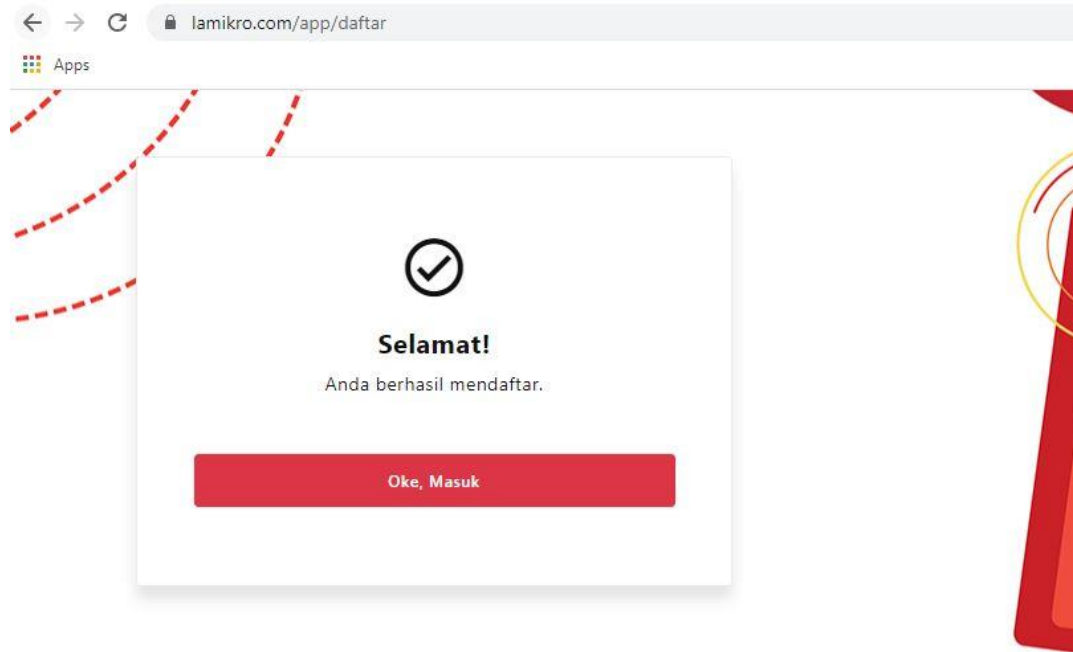 lamikro.com/app/daftar
Apps
Selamat!
Anda berhasil mendaftar.
Oke, Masuk